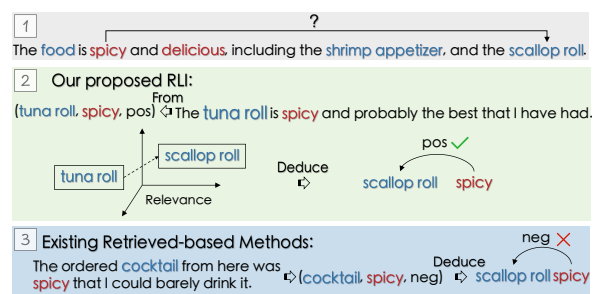 1
?
The food is spicy and delicious, including the shrimp appetizer, and the scallop roll.
2 Our proposed RLI:
(tuna roll, spicy, pos) From The tuna roll is spicy and probably the best that I have had.
pos
scallop roll
tuna roll
Deduce
scallop roll spicy
Relevance
3 Existing Retrieved-based Methods:
neg
The ordered cocktail from here was
spicy that I could barely drink it.
(cocktail, spicy, neg)
Deduce
scallop roll spicy